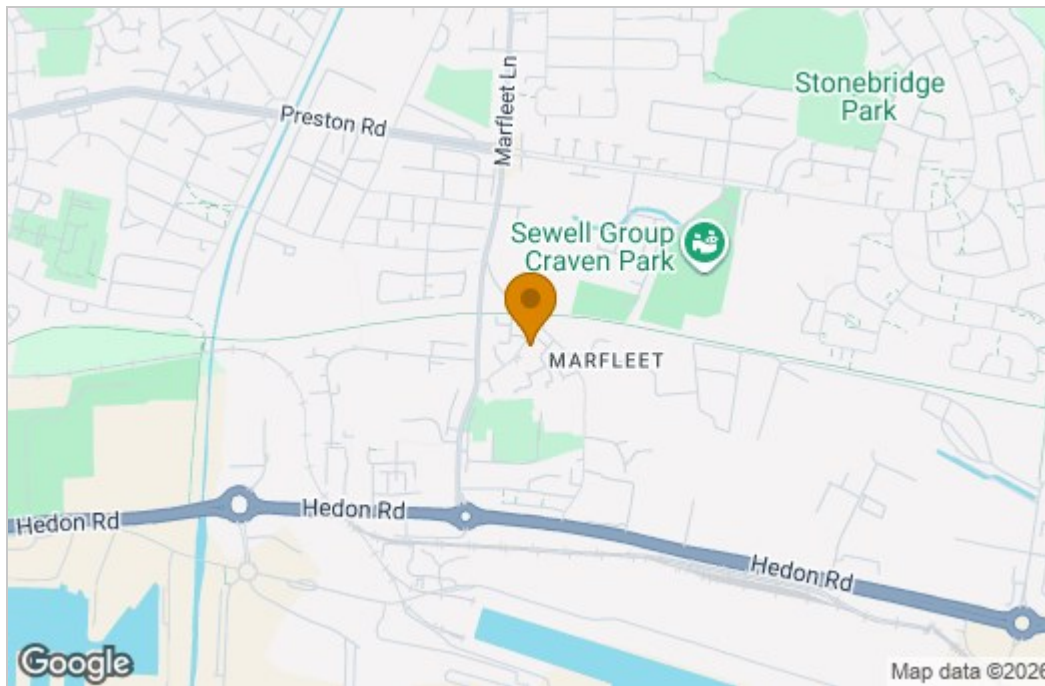 Marfleet Ln
Preston Rd
Stonebridge
Park
Sewell Group
Craven Park
MARFLEET
Hedon Rd
Hedon Rd
Hedon Rd
Google
Map data ©2026